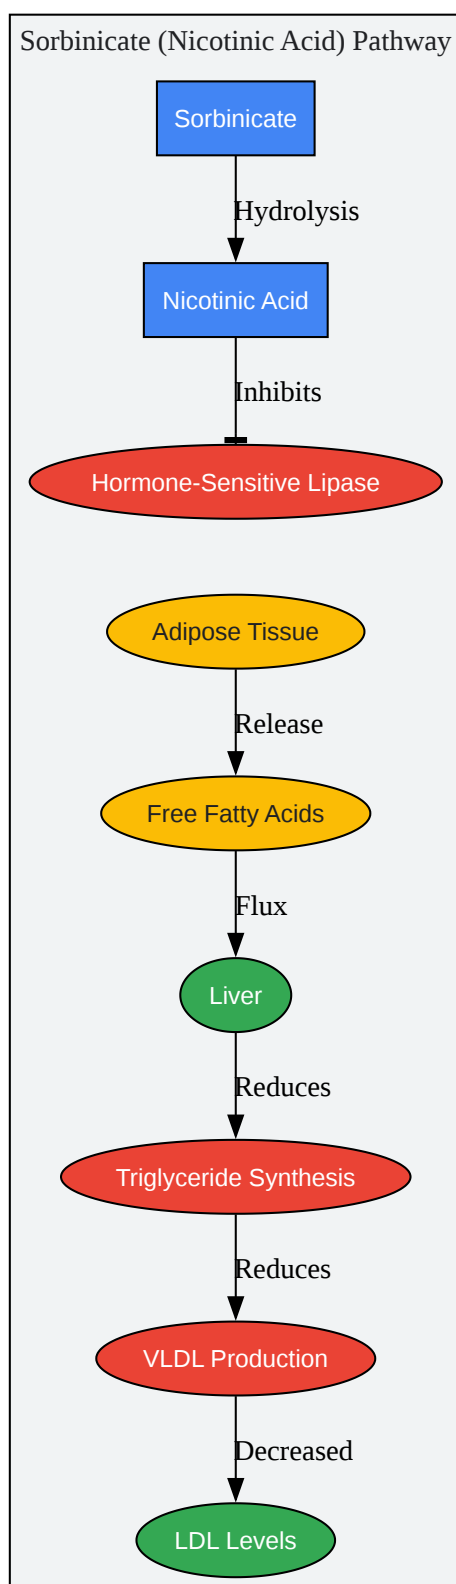 Sorbinicate (Nicotinic Acid) Pathway
Sorbinicate
Hydrolysis
Nicotinic Acid
Inhibits
Hormone-Sensitive Lipase
Adipose Tissue
Release
Free Fatty Acids
Flux
Liver
Reduces
Triglyceride Synthesis
Reduces
VLDL Production
Decreased
LDL Levels